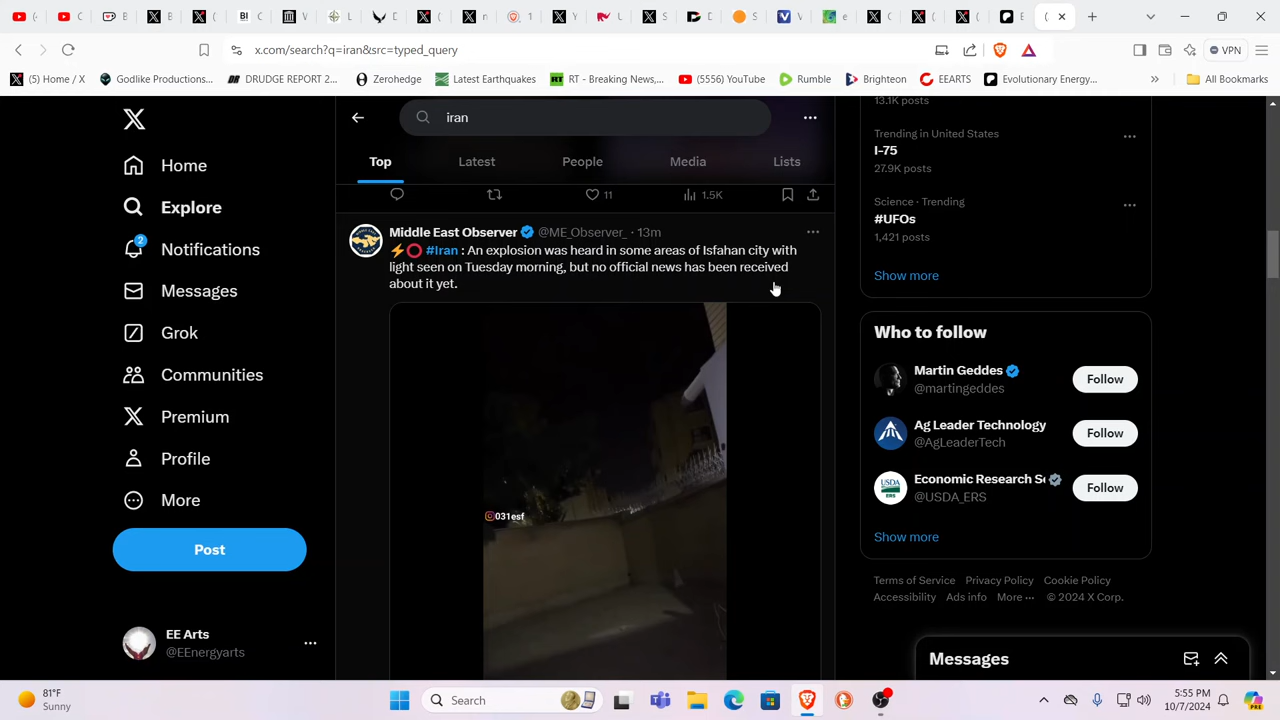 x.com/search?q=iran&src=typed_query
VPN
(5) Home / X
Godlike Productions...
DRUDGE REPORT 2...
Zerohedge
Latest Earthquakes
RT - Breaking News,...
(5555) YouTube
Rumble
Brighteon
EEARTS
Evolutionary Energy...
All Bookmarks
iran
Top
Latest
People
Media
Lists
Home
Explore
2
Notifications
Messages
Grok
Communities
Premium
Profile
More
Post
EE Arts
@EEnergyarts
11
1.5K
Middle East Observer
@ME_Observer_ · 13m
#Iran : An explosion was heard in some areas of Isfahan city with
light seen on Tuesday morning, but no official news has been received
about it yet.
031esf
13.1K posts
Trending in United States
I-75
27.9K posts
Science · Trending
#UFOs
1,421 posts
Show more
Who to follow
Martin Geddes
@martingeddes
Follow
Ag Leader Technology
@AgLeaderTech
Follow
Economic Research Se
@USDA_ERS
Follow
Show more
Terms of Service Privacy Policy Cookie Policy
Accessibility Ads info More ··· © 2024 X Corp.
Messages
81°F
Sunny
Search
5:55 PM
10/7/2024